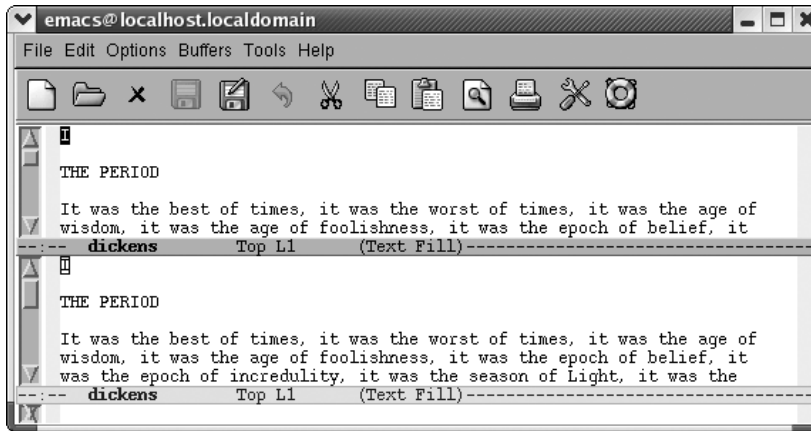 emacs@localhost.localdomain
File Edit Options Buffers Tools Help
I
THE PERIOD
It was the best of times, it was the worst of times, it was the age of
wisdom, it was the age of foolishness, it was the epoch of belief, it
--:-- dickens Top L1 (Text Fill)----------------------------------
I
THE PERIOD
It was the best of times, it was the worst of times, it was the age of
wisdom, it was the age of foolishness, it was the epoch of belief, it
was the epoch of incredulity, it was the season of Light, it was the
--:-- dickens Top L1 (Text Fill)----------------------------------